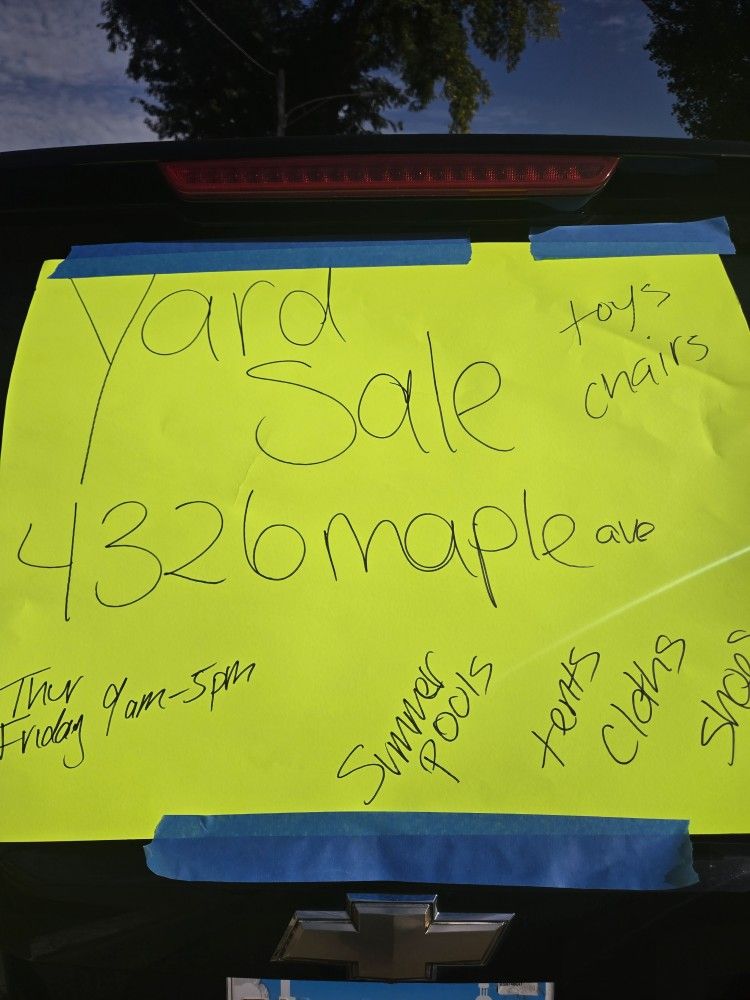 Yard
Sale
toys
chairs
4326 maple ave
Thur
Friday 9am-5pm
Summer
Pools
tents
Cloths